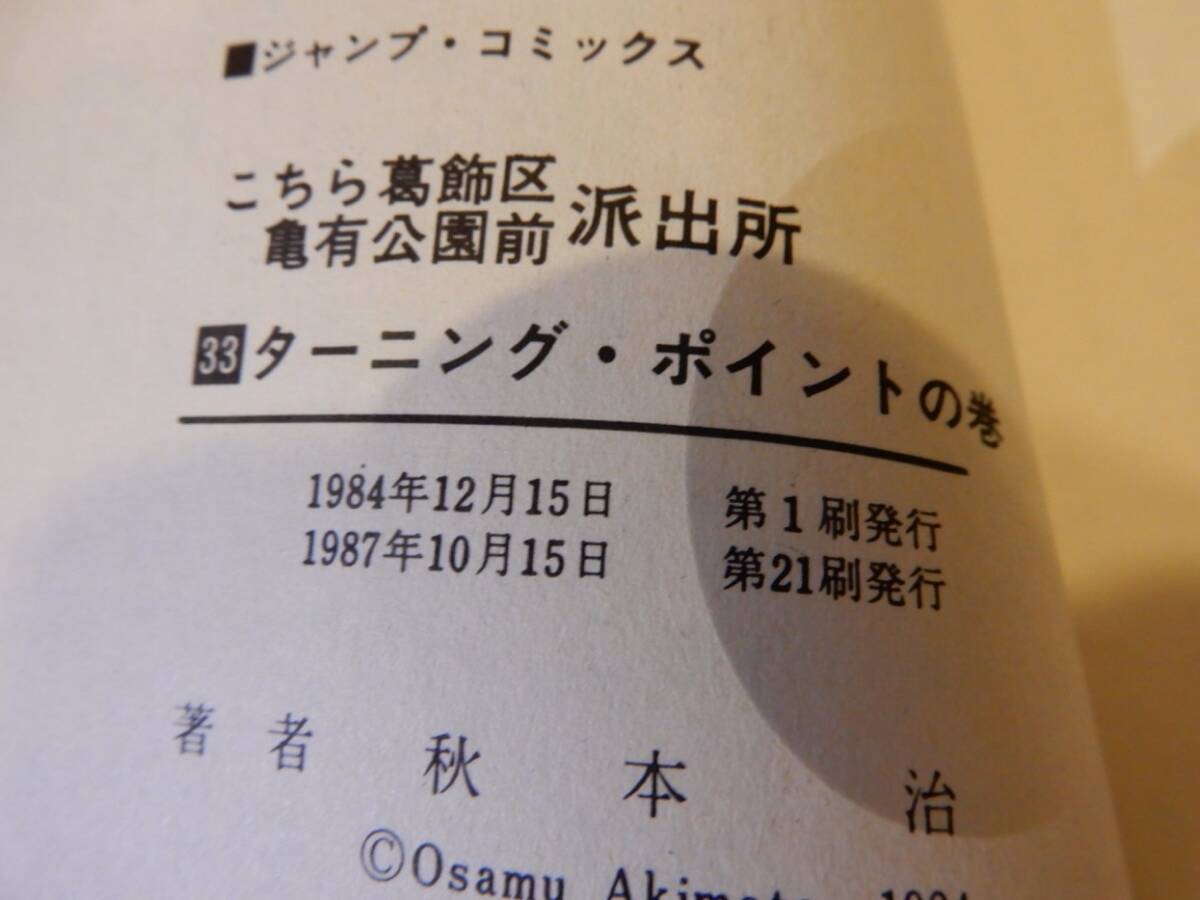 ■ジャンプ・コミックス
こちら葛飾区
亀有公園前
派出所
33ターニング・ポイントの巻
1984年12月15日 第1刷発行
1987年10月15日 第21刷発行
著者 秋本治
©Osamu Akimoto